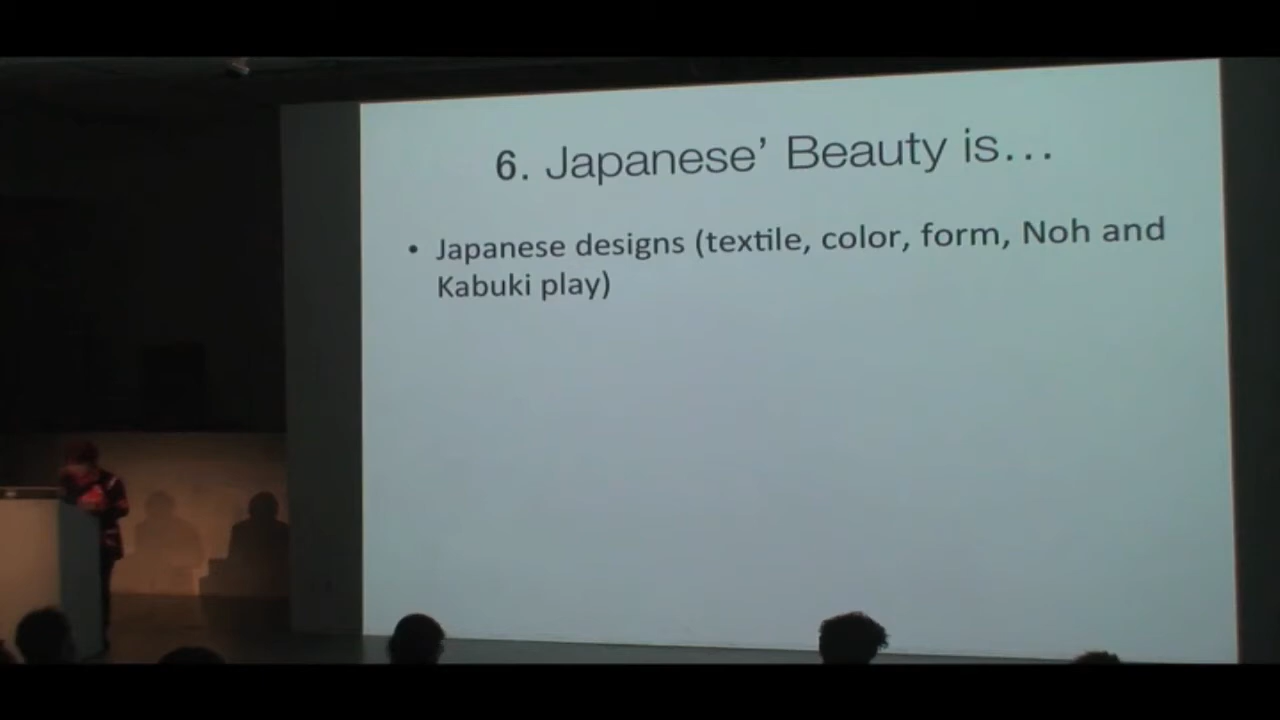 6. Japanese’ Beauty is…
• Japanese designs (textile, color, form, Noh and
Kabuki play)